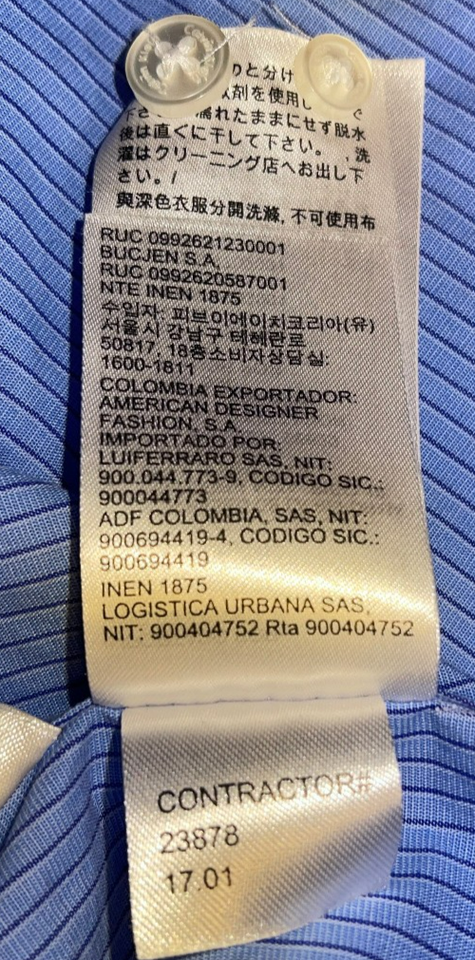 Calvin Klein
のと分け
剤を使用し で
濡れたままにせず脱水
後は直ぐに干して下さい。 , 洗
濯はクリーニング店へお出し下
さい。/
與深色衣服分開洗滌, 不可使用布
RUC 0992621230001
BUCJEN S.A,
RUC 0992620587001
NTE INEN 1875
수입자: 피브이에이치코리아(유)
서울시 강남구 테헤란로
50817, 18층소비자상담실:
1600-1811
COLOMBIA EXPORTADOR:
AMERICAN DESIGNER
FASHION, S.A.
IMPORTADO POR:
LUIFERRARO SAS, NIT:
900.044.773-9, CODIGO SIC.:
900044773
ADF COLOMBIA, SAS, NIT:
900694419-4, CODIGO SIC.:
900694419
INEN 1875
LOGISTICA URBANA SAS,
NIT: 900404752 Rta 900404752
CONTRACTOR#
23878
17.01